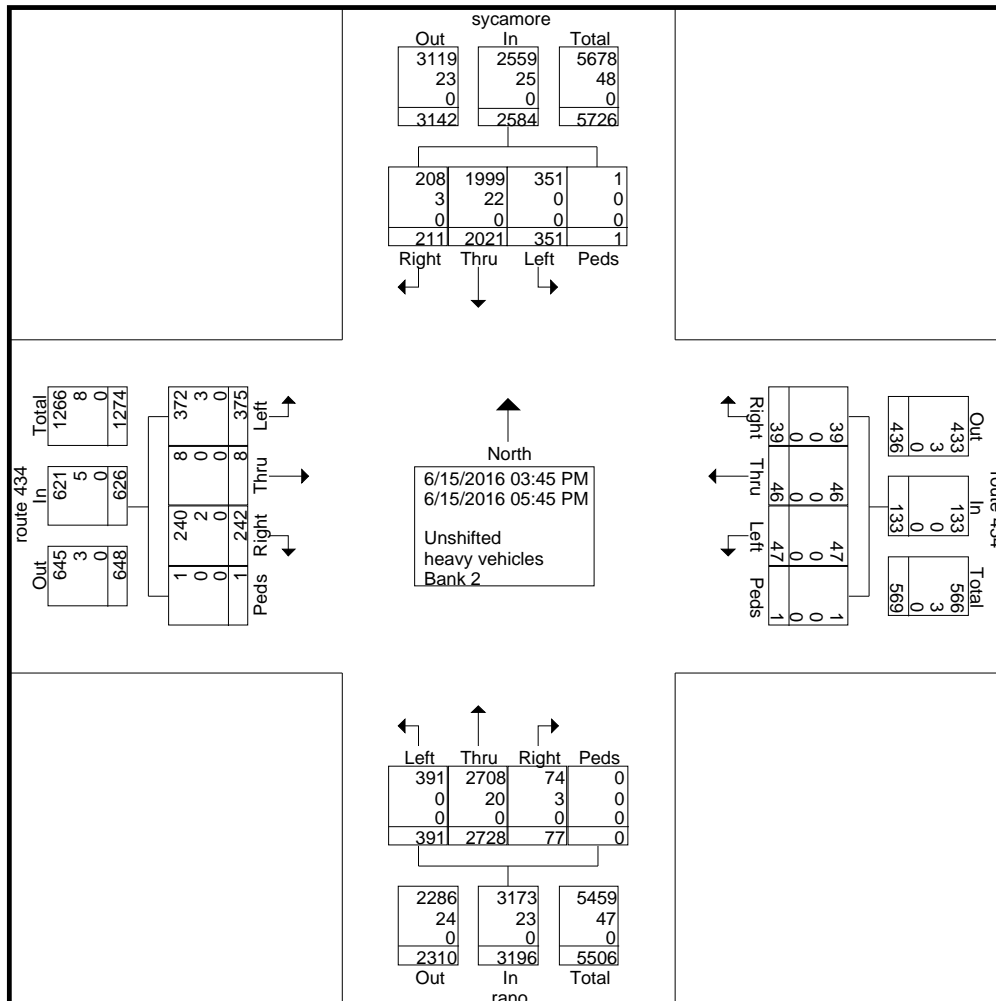 sycamore
Out In Total
3119 2559 5678
23 25 48
0 0 0
3142 2584 5726
208 1999 351 1
3 22 0 0
0 0 0 0
211 2021 351 1
Right Thru Left Peds
route 434
Total In Out
1266 621 645
8 5 3
0 0 0
1274 626 648
372 8 240 1
3 0 2 0
0 0 0 0
375 8 242 1
Left Thru Right Peds
North
6/15/2016 03:45 PM
6/15/2016 05:45 PM
Unshifted
heavy vehicles
Bank 2
Right Thru Left Peds
39 46 47 1
0 0 0 0
0 0 0 0
39 46 47 1
Out In Total
433 133 566
3 0 3
0 0 0
436 133 569
route 434
Left Thru Right Peds
391 2708 74 0
0 20 3 0
0 0 0 0
391 2728 77 0
2286 3173 5459
24 23 47
0 0 0
2310 3196 5506
Out In Total
rano